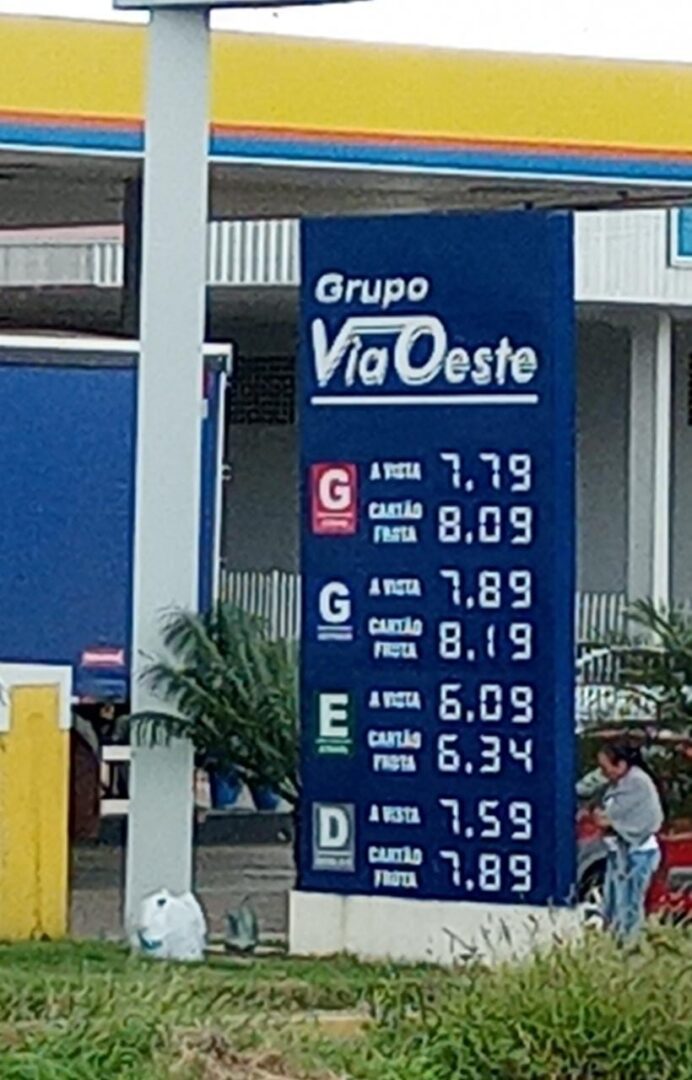 Grupo
ViaOeste
G A VISTA 7.79
CARTÃO FROTA 8.09
G A VISTA 7.89
CARTÃO FROTA 8.19
E A VISTA 6.09
CARTÃO FROTA 6.34
D A VISTA 7.59
CARTÃO FROTA 7.89